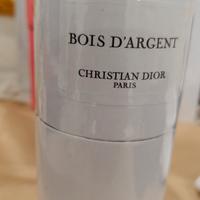 BOIS D'ARGENT
CHRISTIAN DIOR
PARIS